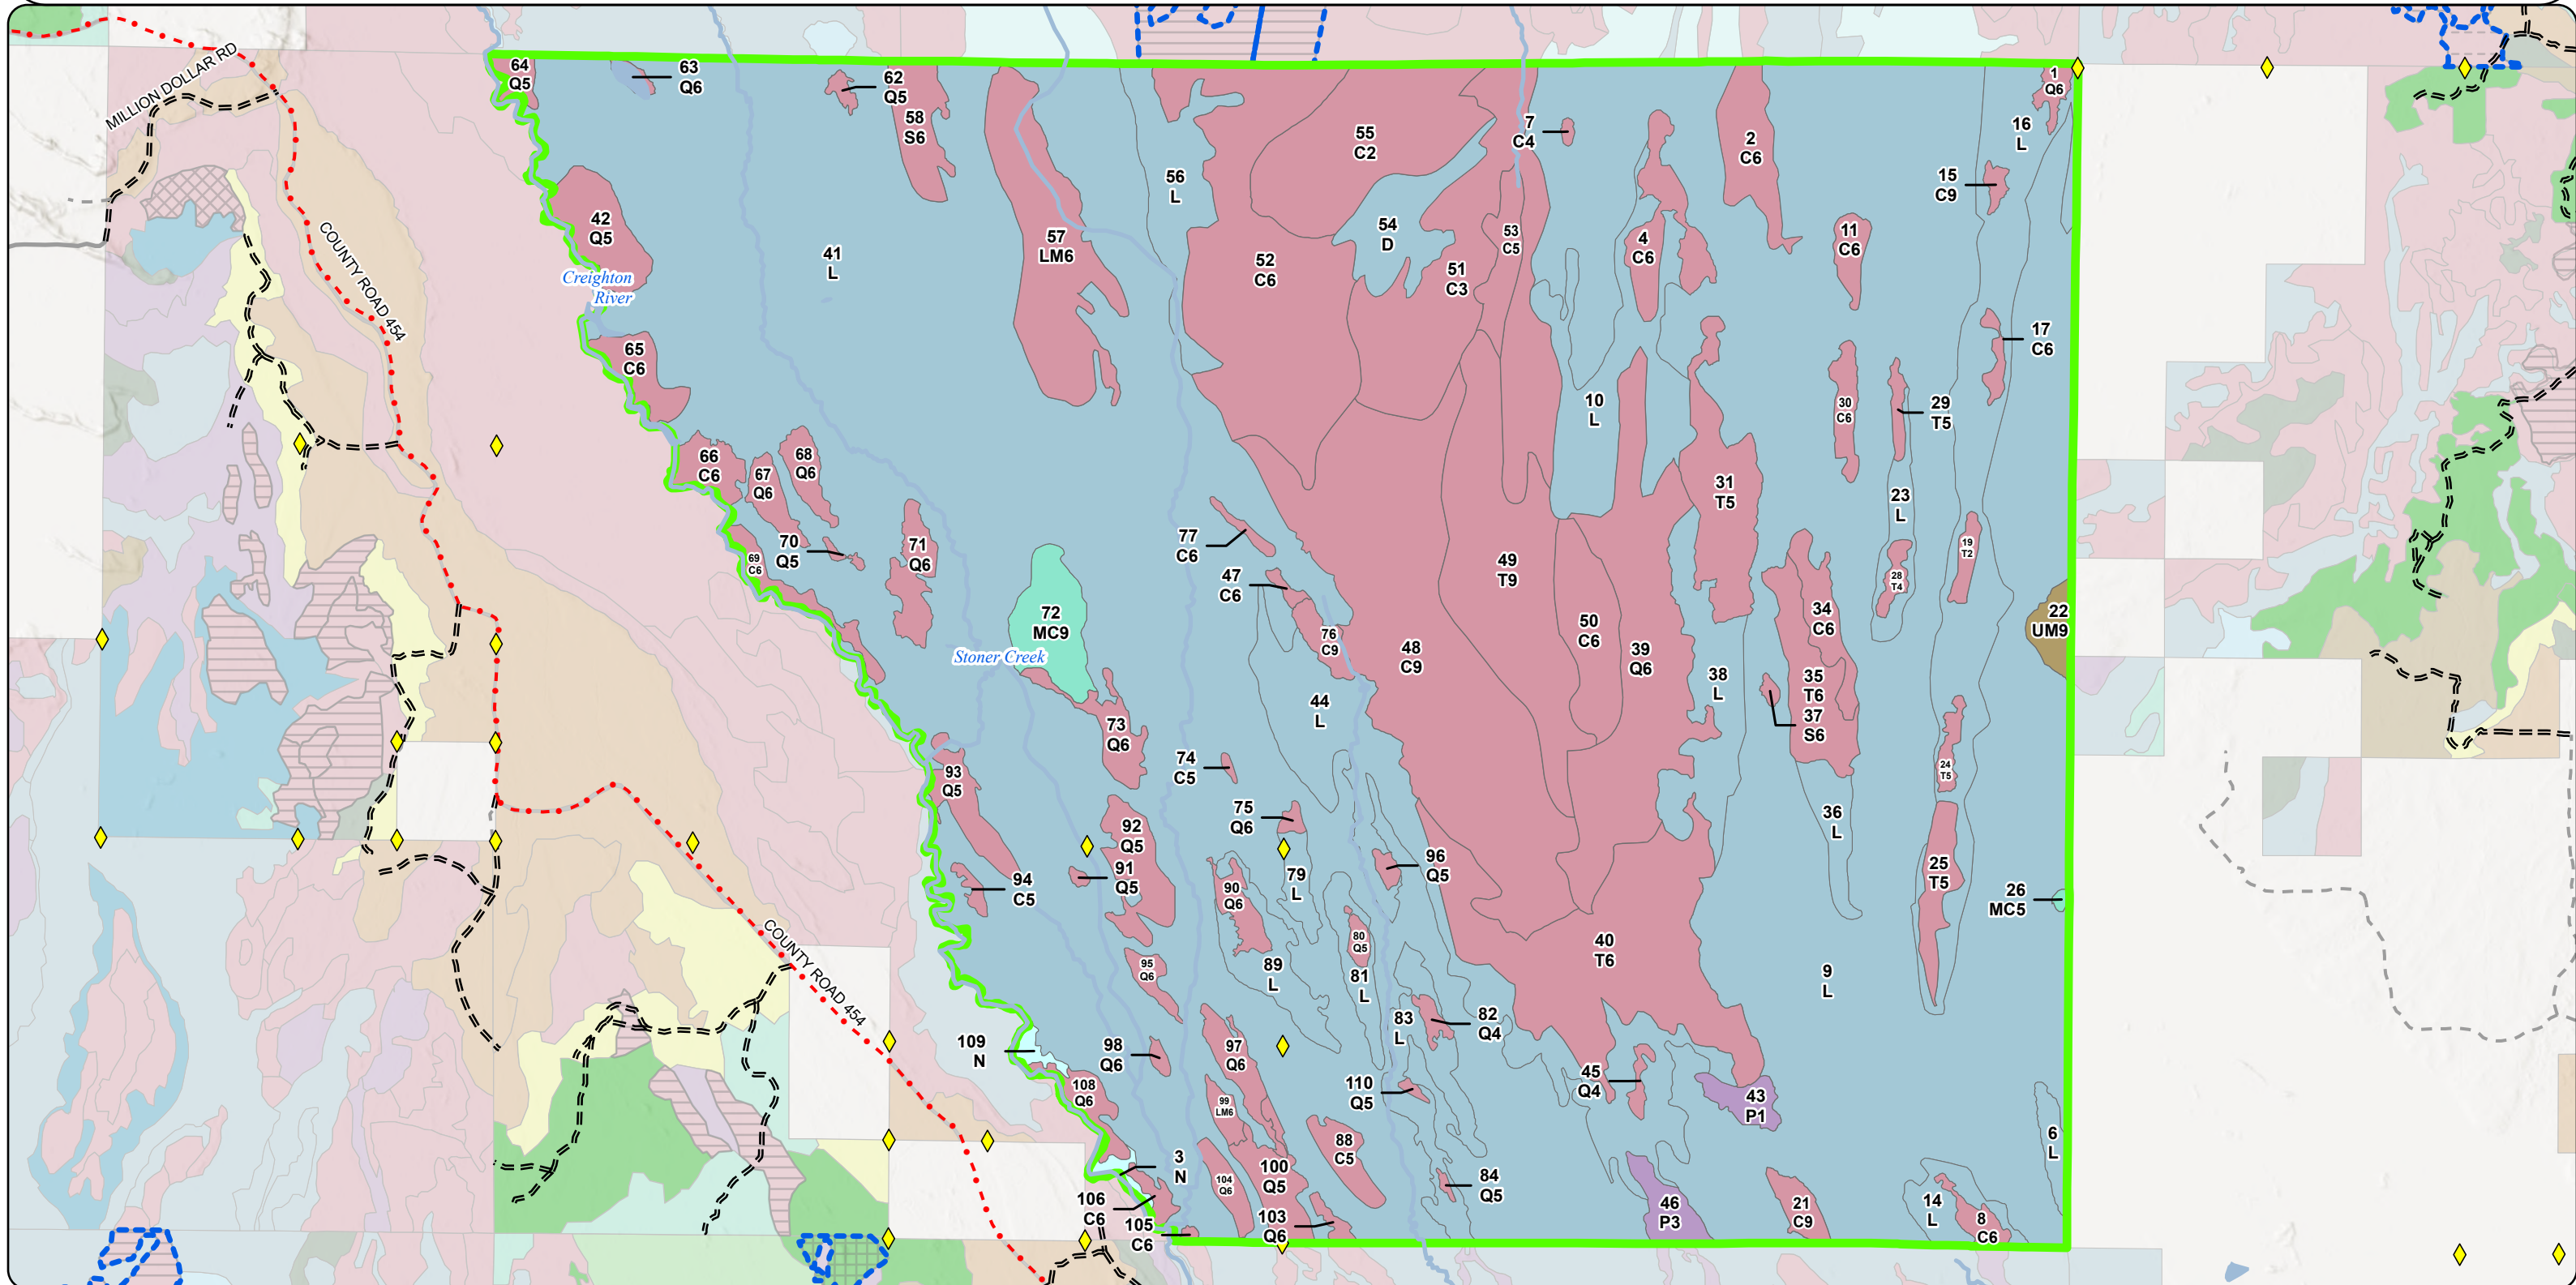 MILLION DOLLAR RD
COUNTY ROAD 454
COUNTY ROAD 454
Creighton
River
Stoner Creek
64
Q5
63
Q6
62
Q5
58
S6
1
Q6
16
L
7
C4
55
C2
2
C6
15
C9
56
L
42
Q5
41
L
57
LM6
54
D
53
C5
4
C6
11
C6
52
C6
51
C3
65
C6
17
C6
10
L
30
C6
29
T5
66
C6
67
Q6
68
Q6
31
T5
23
L
70
Q5
71
Q6
69
C6
77
C6
19
T2
49
T9
28
T4
47
C6
72
MC9
76
C9
48
C9
50
C6
39
Q6
34
C6
22
UM9
35
T6
37
S6
38
L
44
L
73
Q6
74
C5
93
Q5
24
T5
75
Q6
36
L
92
Q5
91
Q5
96
Q5
79
L
90
Q6
94
C5
25
T5
26
MC5
80
Q5
40
T6
95
Q6
89
L
81
L
9
L
83
L
82
Q4
109
N
98
Q6
97
Q6
45
Q4
110
Q5
108
Q6
99
LM6
43
P1
88
C5
6
L
3
N
100
Q5
104
Q6
84
Q5
106
C6
105
C6
103
Q6
46
P3
21
C9
14
L
8
C6